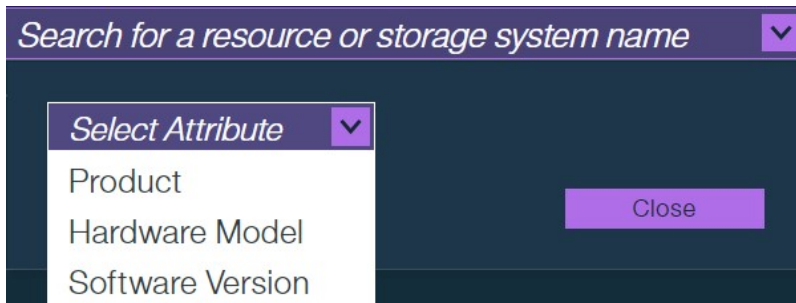 Search for a resource or storage system name
Select Attribute
Product
Hardware Model
Close
Software Version